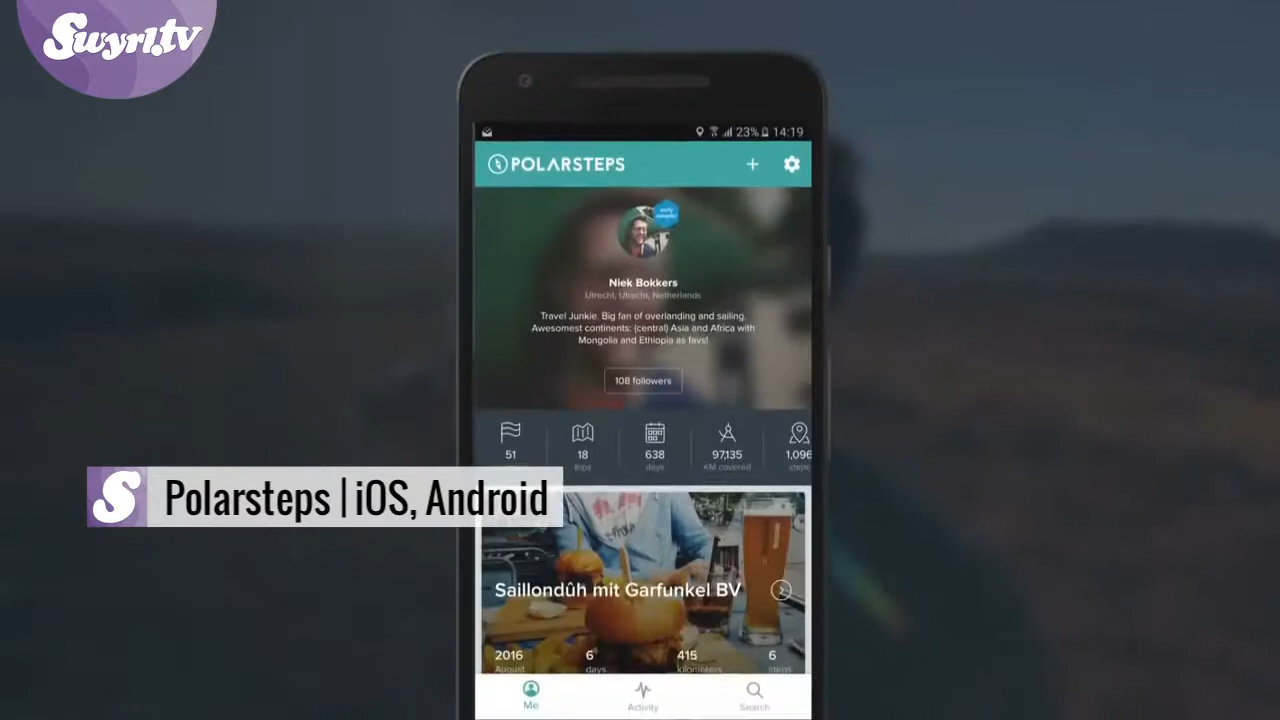 Swyrl.tv
23% 14:19
POLARSTEPS
Niek Bokkers
Utrecht, Utrecht, Netherlands
Travel Junkie. Big fan of overlanding and sailing.
Awesomest continents: (central) Asia and Africa with
Mongolia and Ethiopia as favs!
108 followers
51 18 638 97,135 1,096
trips days KM covered steps
Polarsteps | iOS, Android
Saillondûh mit Garfunkel BV
2016 6 415 6
August days kilometers steps
Me Activity Search